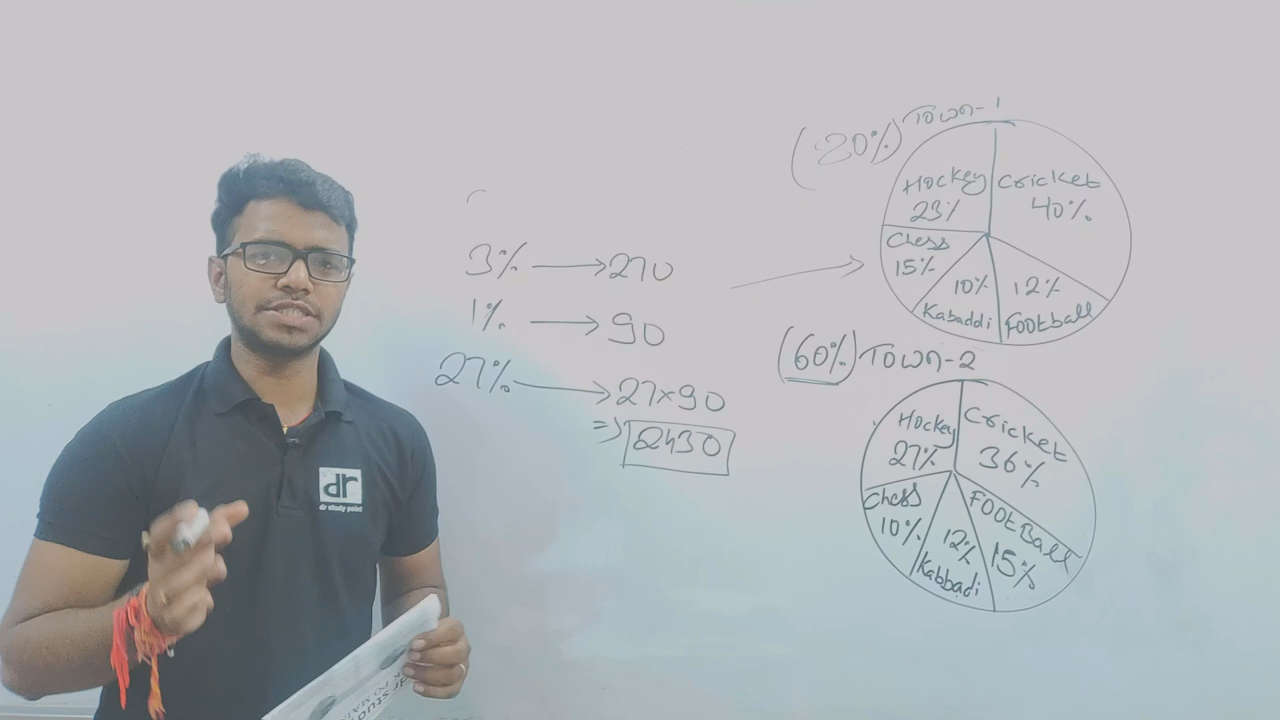 3% → 270
1% → 90
27% → 27×90
⇒ 2430
(20%) Town-1
Hockey 23%
Cricket 40%
Chess 15%
10% Kabaddi
12% Football
(60%) Town-2
Hockey 27%
Cricket 36%
Chess 10%
12% Kabbadi
FOOtBall 15%
dr
dr study point